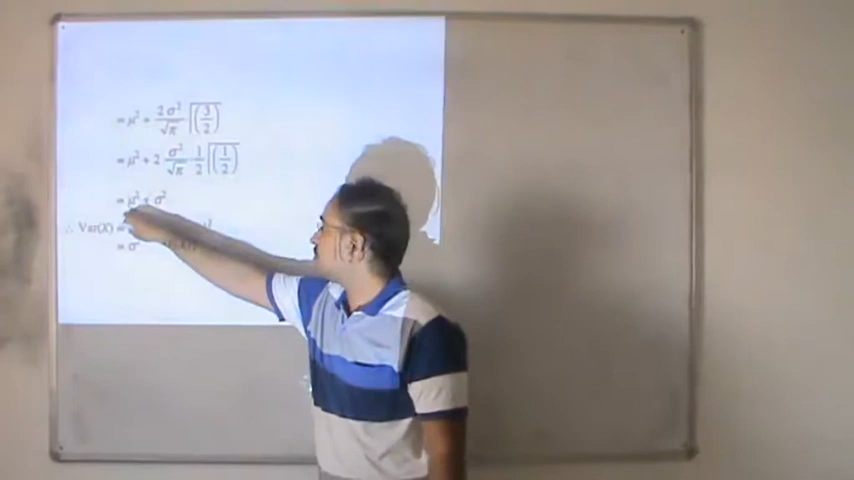 = μ² + 2σ²/√π Γ(3/2)
= μ² + 2 σ²/√π 1/2 Γ(1/2)
= μ² + σ²
∴ Var(X) =
= σ²